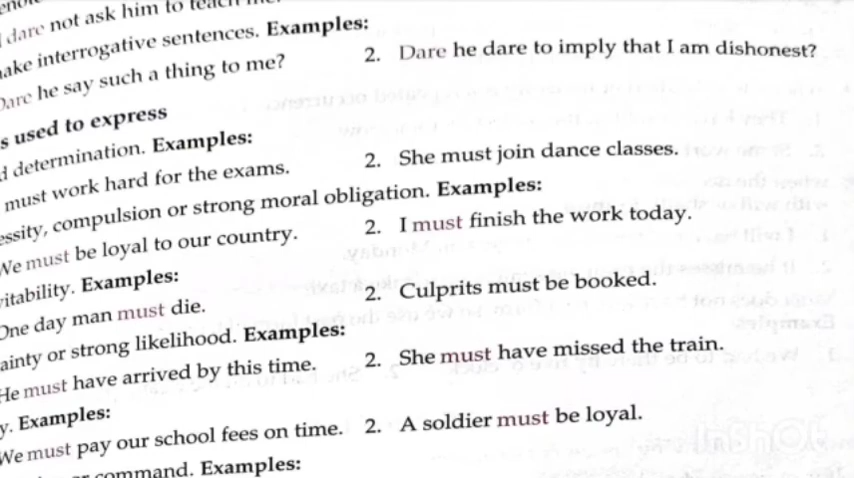 dare not ask him to teach me.
make interrogative sentences. Examples:
Dare he say such a thing to me? 2. Dare he dare to imply that I am dishonest?
s used to express
d determination. Examples:
must work hard for the exams. 2. She must join dance classes.
essity, compulsion or strong moral obligation. Examples:
We must be loyal to our country. 2. I must finish the work today.
vitability. Examples:
One day man must die. 2. Culprits must be booked.
ainty or strong likelihood. Examples:
He must have arrived by this time. 2. She must have missed the train.
y. Examples:
We must pay our school fees on time. 2. A soldier must be loyal.
or command. Examples: